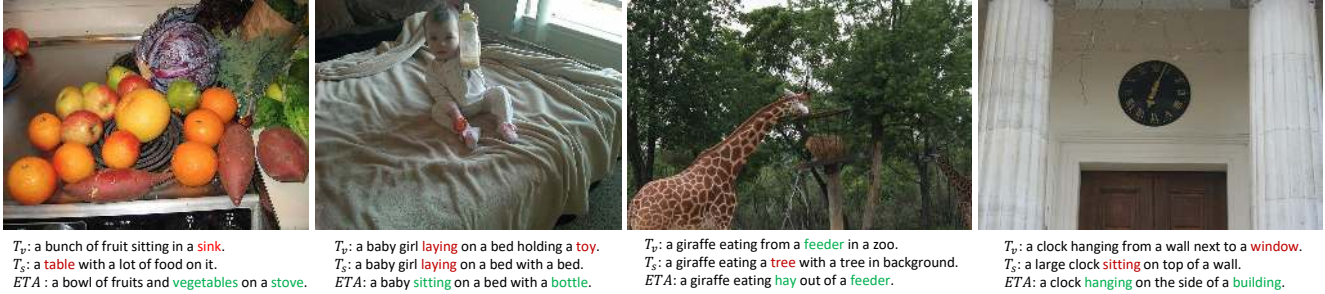 T_v: a bunch of fruit sitting in a sink.
T_s: a table with a lot of food on it.
ETA : a bowl of fruits and vegetables on a stove.
T_v: a baby girl laying on a bed holding a toy.
T_s: a baby girl laying on a bed with a bed.
ETA: a baby sitting on a bed with a bottle.
T_v: a giraffe eating from a feeder in a zoo.
T_s: a giraffe eating a tree with a tree in background.
ETA: a giraffe eating hay out of a feeder.
T_v: a clock hanging from a wall next to a window.
T_s: a large clock sitting on top of a wall.
ETA: a clock hanging on the side of a building.